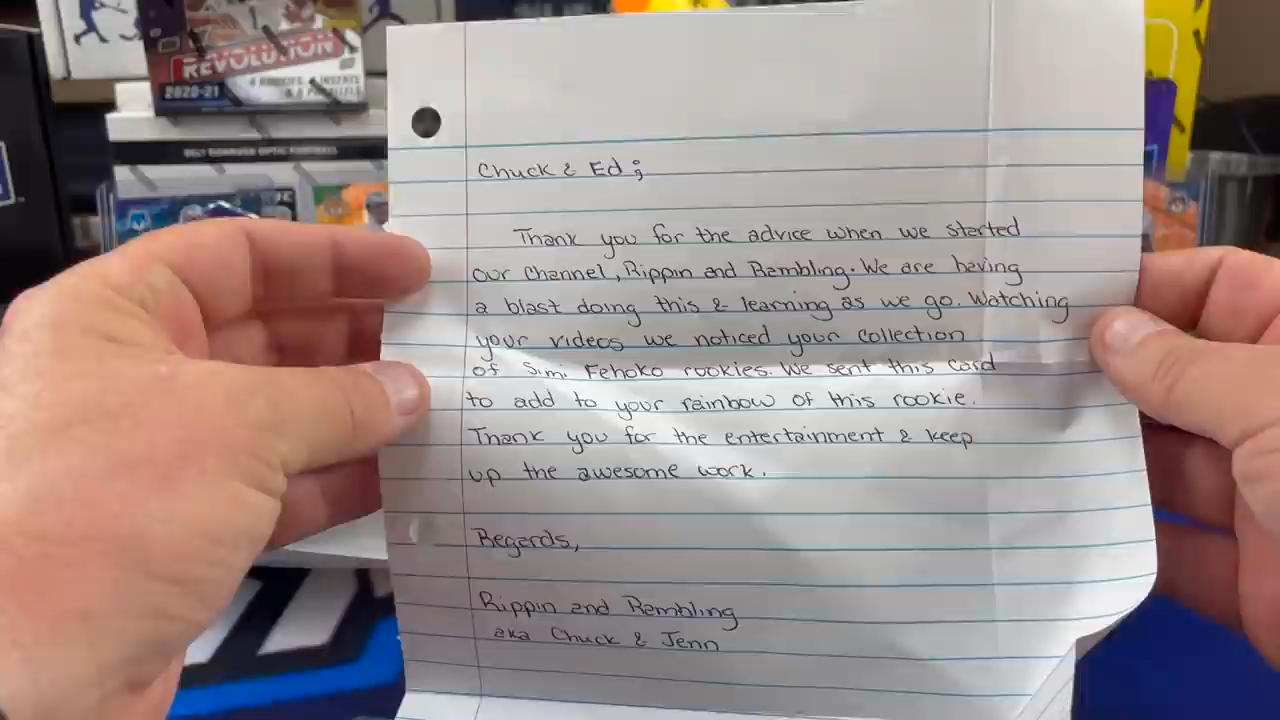 REVOLUTION
2020-21
Chuck & Ed;
Thank you for the advice when we started
our channel, Rippin and Rambling. We are having
a blast doing this & learning as we go. Watching
your videos we noticed your collection
of Simi Fehoko rookies. We sent this card
to add to your rainbow of this rookie.
Thank you for the entertainment & keep
up the awesome work.
Regards,
Rippin and Rambling
aka Chuck & Jenn